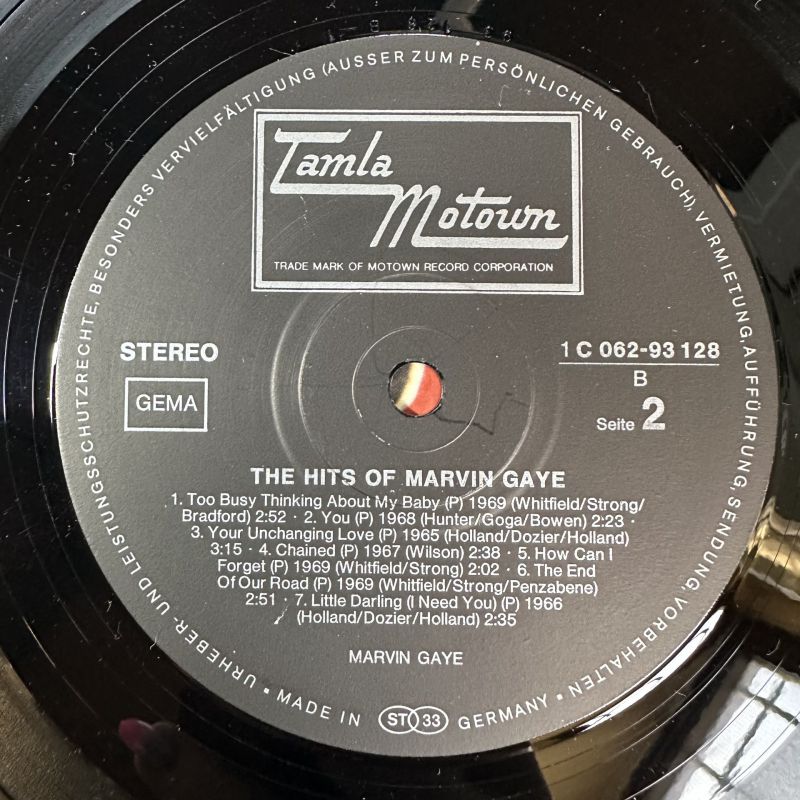 URHEBER- UND LEISTUNGSSCHUTZRECHTE, BESONDERS VERVIELFÄLTIGUNG (AUSSER ZUM PERSÖNLICHEN GEBRAUCH), VERMIETUNG, AUFFÜHRUNG, SENDUNG, VORBEHALTEN
Tamla
Motown
TRADE MARK OF MOTOWN RECORD CORPORATION
STEREO
GEMA
1 C 062-93 128
B
Seite 2
THE HITS OF MARVIN GAYE
1. Too Busy Thinking About My Baby (P) 1969 (Whitfield/Strong/
Bradford) 2:52 · 2. You (P) 1968 (Hunter/Goga/Bowen) 2:23 ·
3. Your Unchanging Love (P) 1965 (Holland/Dozier/Holland)
3:15 · 4. Chained (P) 1967 (Wilson) 2:38 · 5. How Can I
Forget (P) 1969 (Whitfield/Strong) 2:02 · 6. The End
Of Our Road (P) 1969 (Whitfield/Strong/Penzabene)
2:51 · 7. Little Darling (I Need You) (P) 1966
(Holland/Dozier/Holland) 2:35
MARVIN GAYE
· MADE IN ST 33 GERMANY ·